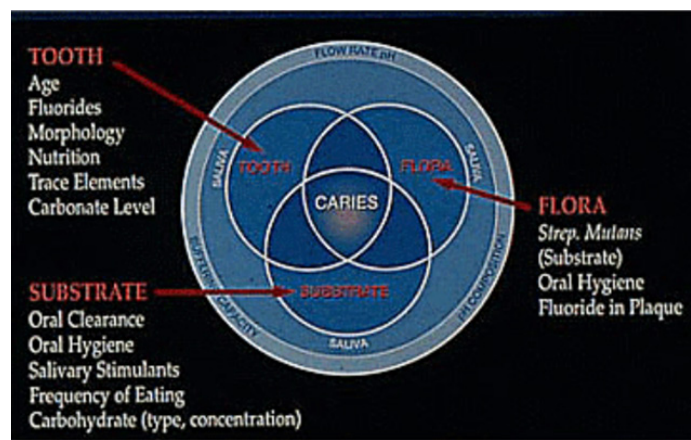 TOOTH
Age
Fluorides
Morphology
Nutrition
Trace Elements
Carbonate Level
SUBSTRATE
Oral Clearance
Oral Hygiene
Salivary Stimulants
Frequency of Eating
Carbohydrate (type, concentration)
FLOW RATE pH
SALIVA
TOOTH
FLORA
SALIVA
CARIES
SUBSTRATE
BUFFERING CAPACITY
SALIVA
pH COMPOSITION
FLORA
Strep. Mutans
(Substrate)
Oral Hygiene
Fluoride in Plaque